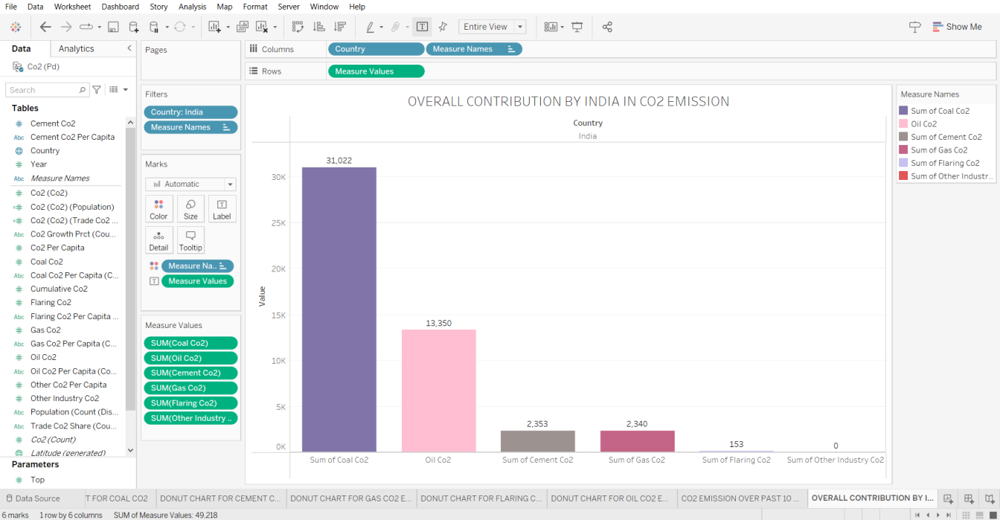 File Data Worksheet Dashboard Story Analysis Map Format Server Window Help
Entire View
Show Me
Data Analytics
Co2 (Pd)
Search
Tables
Cement Co2
Abc Cement Co2 Per Capita
Country
Year
Abc Measure Names
Co2 (Co2)
Co2 (Co2) (Population)
Co2 (Co2) (Trade Co2 ...
Abc Co2 Growth Prct (Cou...
Co2 Per Capita
Coal Co2
Abc Coal Co2 Per Capita (C...
Cumulative Co2
Flaring Co2
Abc Flaring Co2 Per Capita ...
Gas Co2
Abc Gas Co2 Per Capita (C...
Oil Co2
Abc Oil Co2 Per Capita (Co...
Other Co2 Per Capita
Other Industry Co2
Abc Population (Count (Dis...
Abc Trade Co2 Share (Cou...
Co2 (Count)
Latitude (generated)
Parameters
Top
Pages
Filters
Country: India
Measure Names
Marks
Automatic
Color Size Label
Detail Tooltip
Measure Na..
Measure Values
Measure Values
SUM(Coal Co2)
SUM(Oil Co2)
SUM(Cement Co2)
SUM(Gas Co2)
SUM(Flaring Co2)
SUM(Other Industry ..
Columns Country Measure Names
Rows Measure Values
OVERALL CONTRIBUTION BY INDIA IN CO2 EMISSION
Country
India
Value
30K
25K
20K
15K
10K
5K
0K
31,022
13,350
2,353
2,340
153
0
Sum of Coal Co2 Oil Co2 Sum of Cement Co2 Sum of Gas Co2 Sum of Flaring Co2 Sum of Other Industry Co2
Measure Names
Sum of Coal Co2
Oil Co2
Sum of Cement Co2
Sum of Gas Co2
Sum of Flaring Co2
Sum of Other Industr..
Data Source T FOR COAL CO2 DONUT CHART FOR CEMENT C... DONUT CHART FOR GAS CO2 E... DONUT CHART FOR FLARING C... DONUT CHART FOR OIL CO2 E... CO2 EMISSION OVER PAST 10 ... OVERALL CONTRIBUTION BY I...
6 marks 1 row by 6 columns SUM of Measure Values: 49,218